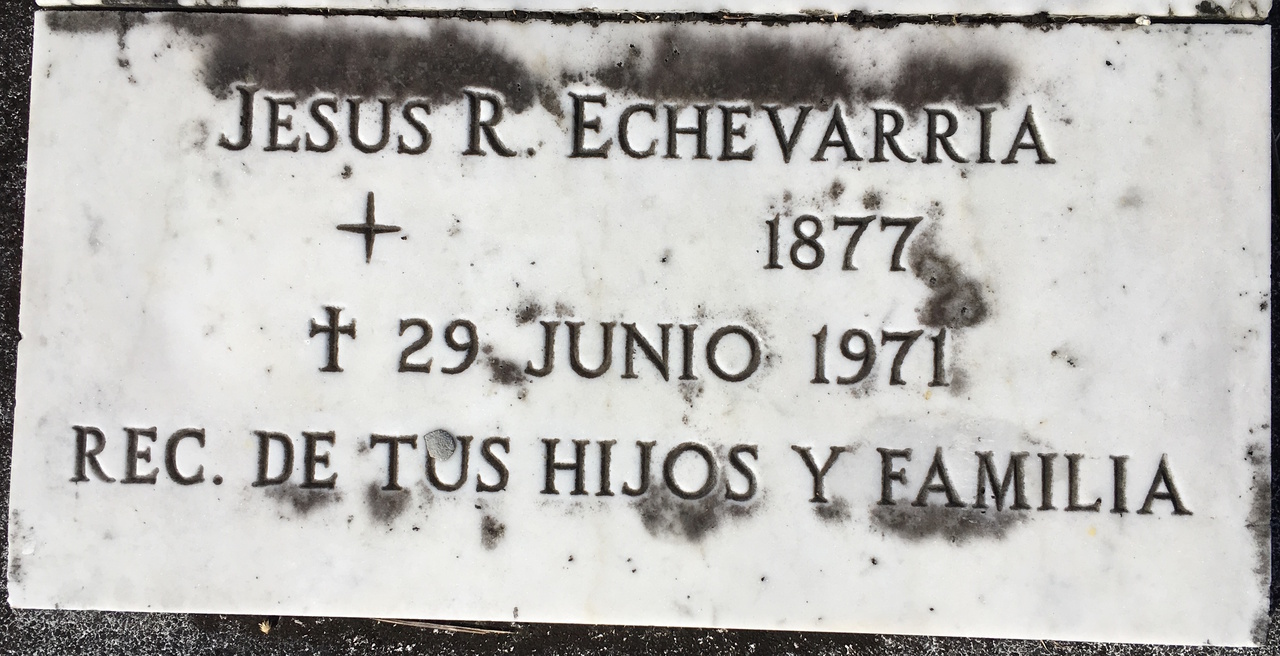 JESUS R. ECHEVARRIA
1877
✝ 29 JUNIO 1971
REC. DE TUS HIJOS Y FAMILIA